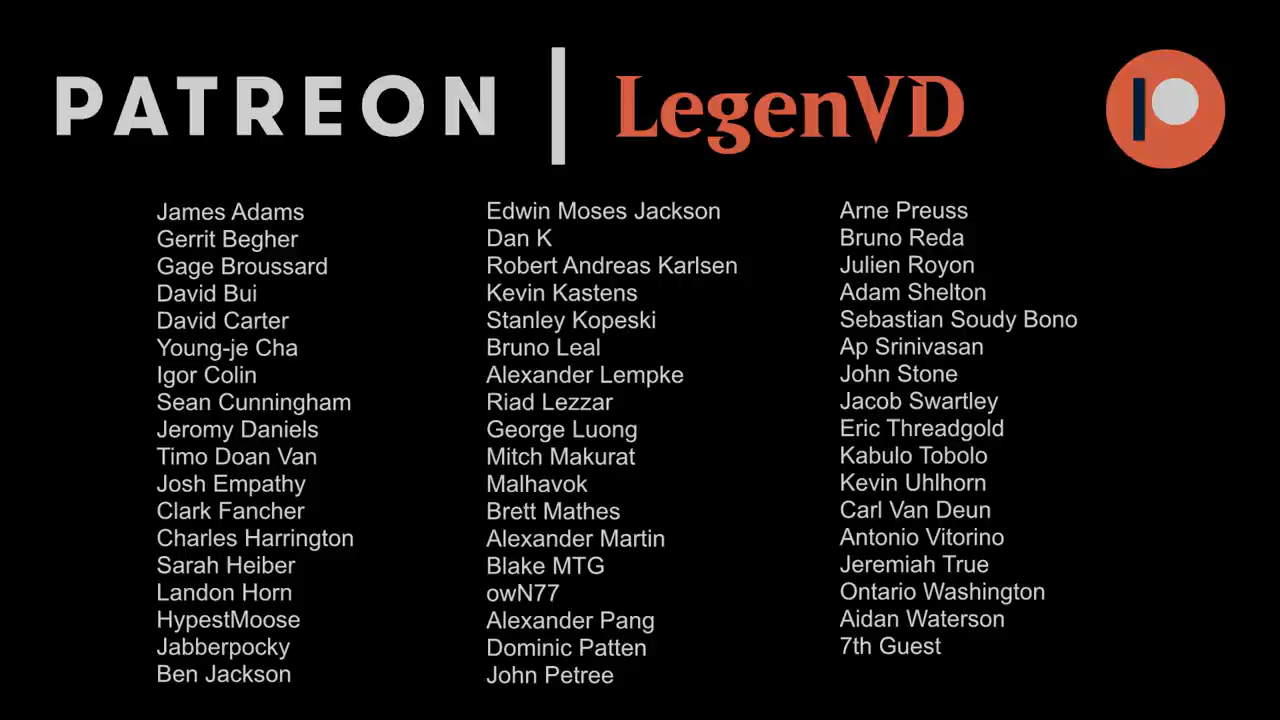 PATREON | LegenVD
James Adams
Gerrit Begher
Gage Broussard
David Bui
David Carter
Young-je Cha
Igor Colin
Sean Cunningham
Jeromy Daniels
Timo Doan Van
Josh Empathy
Clark Fancher
Charles Harrington
Sarah Heiber
Landon Horn
HypestMoose
Jabberpocky
Ben Jackson
Edwin Moses Jackson
Dan K
Robert Andreas Karlsen
Kevin Kastens
Stanley Kopeski
Bruno Leal
Alexander Lempke
Riad Lezzar
George Luong
Mitch Makurat
Malhavok
Brett Mathes
Alexander Martin
Blake MTG
owN77
Alexander Pang
Dominic Patten
John Petree
Arne Preuss
Bruno Reda
Julien Royon
Adam Shelton
Sebastian Soudy Bono
Ap Srinivasan
John Stone
Jacob Swartley
Eric Threadgold
Kabulo Tobolo
Kevin Uhlhorn
Carl Van Deun
Antonio Vitorino
Jeremiah True
Ontario Washington
Aidan Waterson
7th Guest